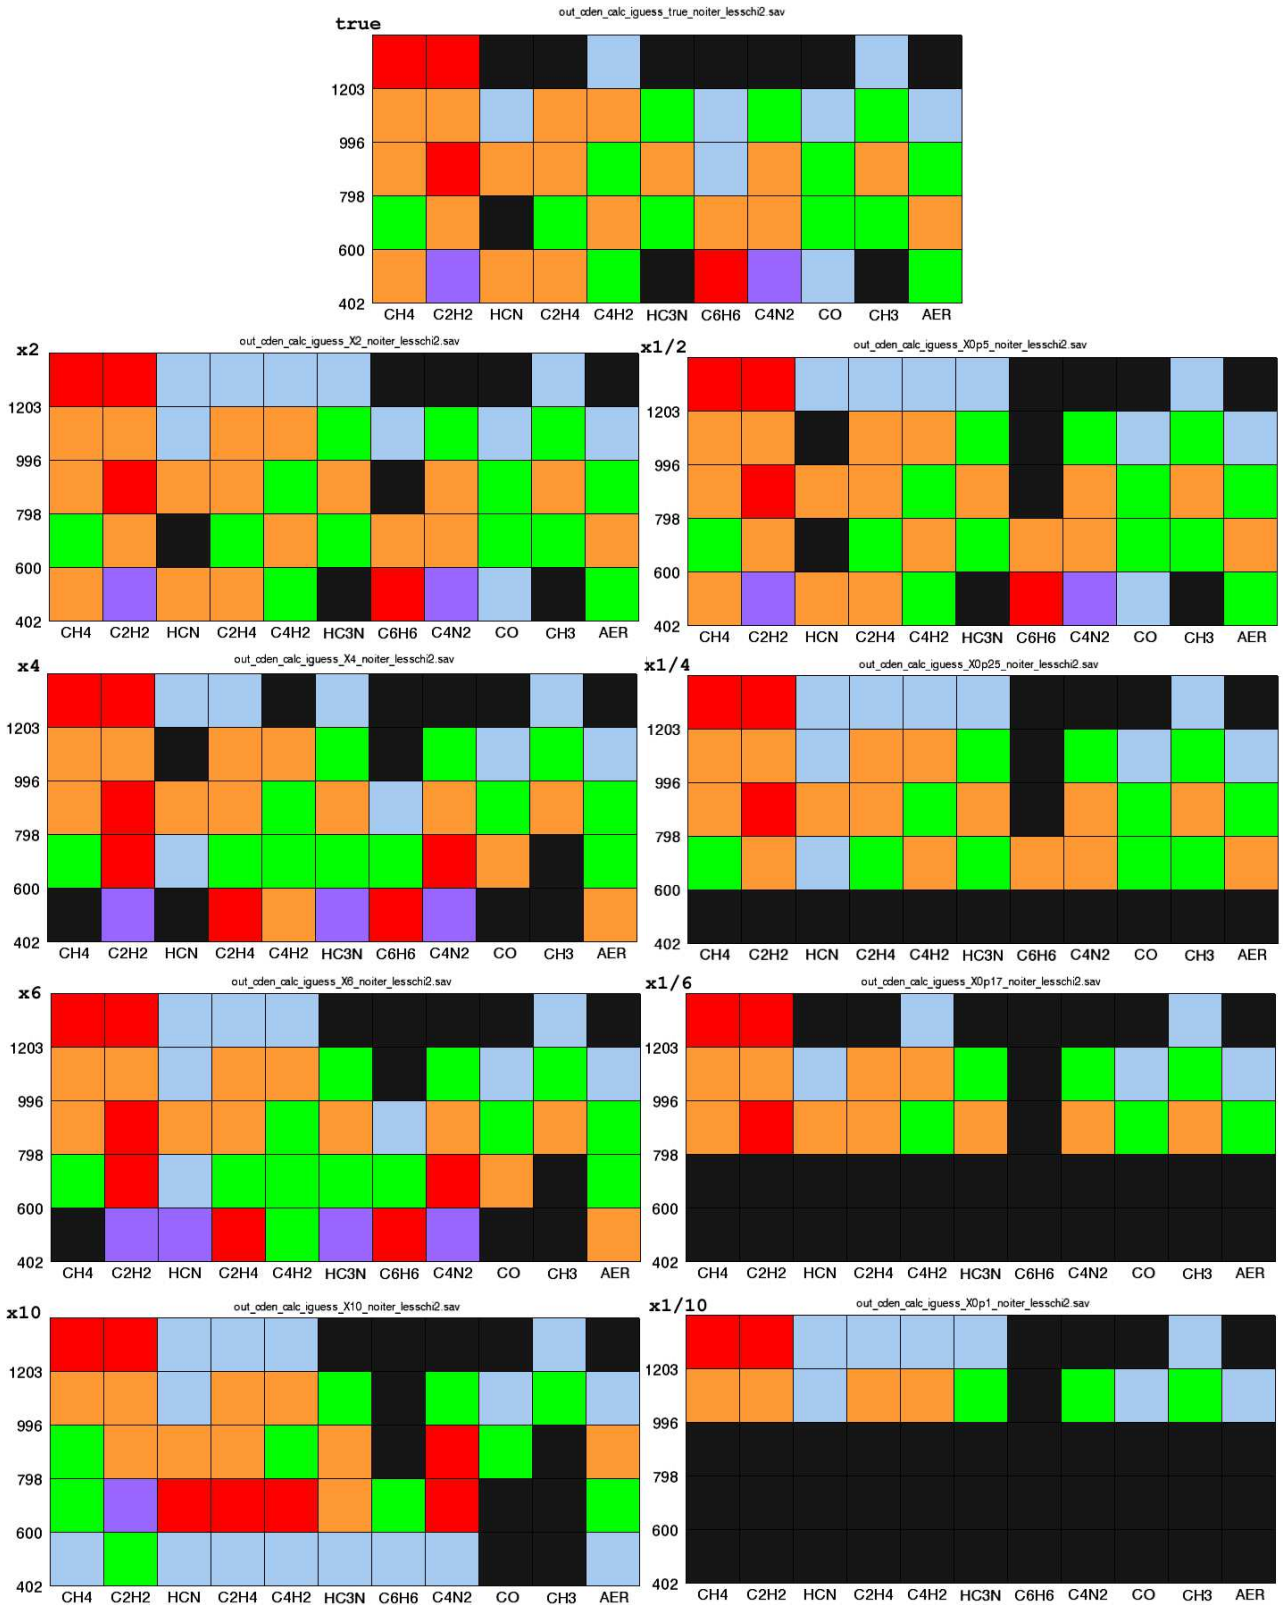 out_cden_calc_iguess_true_noiter_lesschi2.sav
true
1203
996
798
600
402
CH4 C2H2 HCN C2H4 C4H2 HC3N C6H6 C4N2 CO CH3 AER
x2
out_cden_calc_iguess_X2_noiter_lesschi2.sav
1203
996
798
600
402
CH4 C2H2 HCN C2H4 C4H2 HC3N C6H6 C4N2 CO CH3 AER
x1/2
out_cden_calc_iguess_X0p5_noiter_lesschi2.sav
1203
996
798
600
402
CH4 C2H2 HCN C2H4 C4H2 HC3N C6H6 C4N2 CO CH3 AER
x4
out_cden_calc_iguess_X4_noiter_lesschi2.sav
1203
996
798
600
402
CH4 C2H2 HCN C2H4 C4H2 HC3N C6H6 C4N2 CO CH3 AER
x1/4
out_cden_calc_iguess_X0p25_noiter_lesschi2.sav
1203
996
798
600
402
CH4 C2H2 HCN C2H4 C4H2 HC3N C6H6 C4N2 CO CH3 AER
x6
out_cden_calc_iguess_X6_noiter_lesschi2.sav
1203
996
798
600
402
CH4 C2H2 HCN C2H4 C4H2 HC3N C6H6 C4N2 CO CH3 AER
x1/6
out_cden_calc_iguess_X0p17_noiter_lesschi2.sav
1203
996
798
600
402
CH4 C2H2 HCN C2H4 C4H2 HC3N C6H6 C4N2 CO CH3 AER
x10
out_cden_calc_iguess_X10_noiter_lesschi2.sav
1203
996
798
600
402
CH4 C2H2 HCN C2H4 C4H2 HC3N C6H6 C4N2 CO CH3 AER
x1/10
out_cden_calc_iguess_X0p1_noiter_lesschi2.sav
1203
996
798
600
402
CH4 C2H2 HCN C2H4 C4H2 HC3N C6H6 C4N2 CO CH3 AER